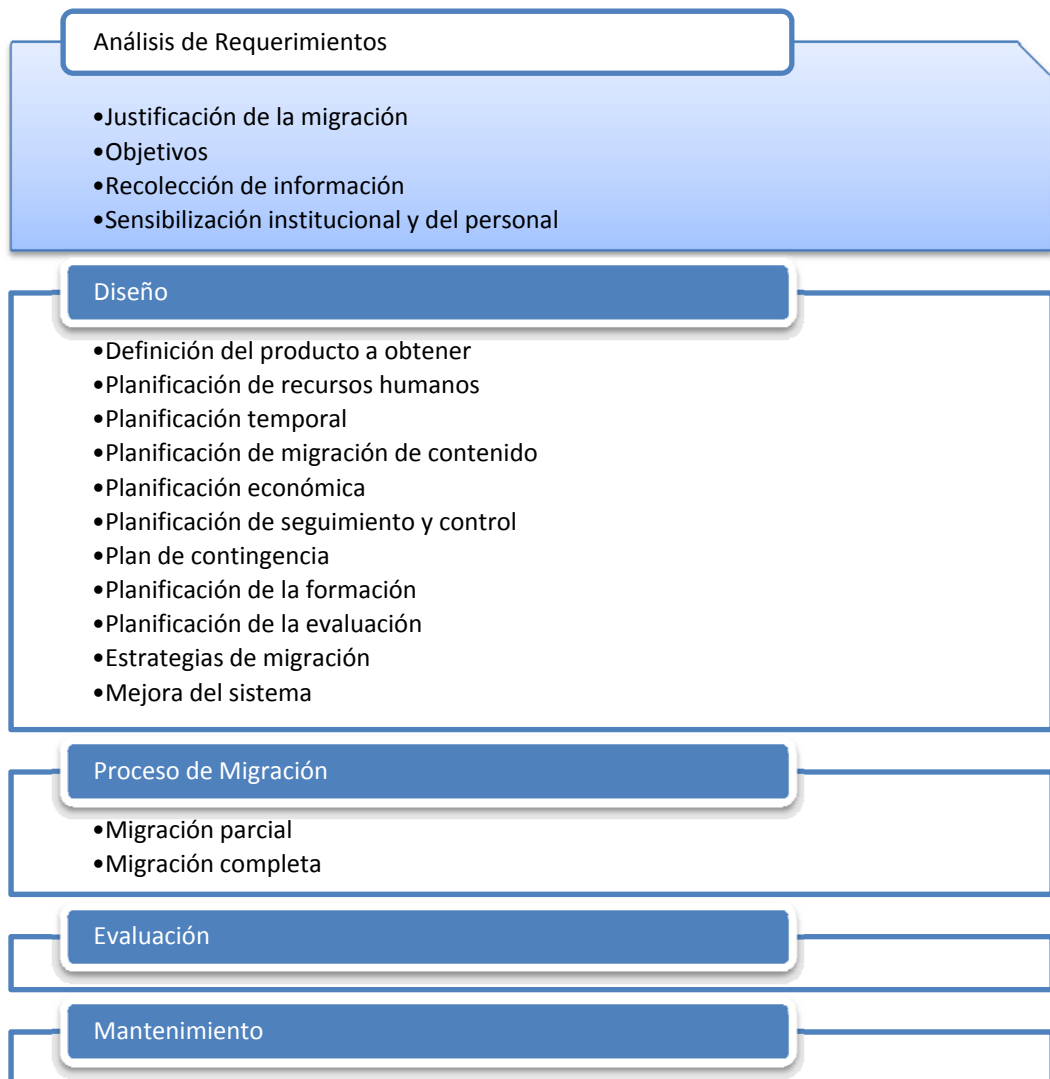 Análisis de Requerimientos
•Justificación de la migración
•Objetivos
•Recolección de información
•Sensibilización institucional y del personal
Diseño
•Definición del producto a obtener
•Planificación de recursos humanos
•Planificación temporal
•Planificación de migración de contenido
•Planificación económica
•Planificación de seguimiento y control
•Plan de contingencia
•Planificación de la formación
•Planificación de la evaluación
•Estrategias de migración
•Mejora del sistema
Proceso de Migración
•Migración parcial
•Migración completa
Evaluación
Mantenimiento